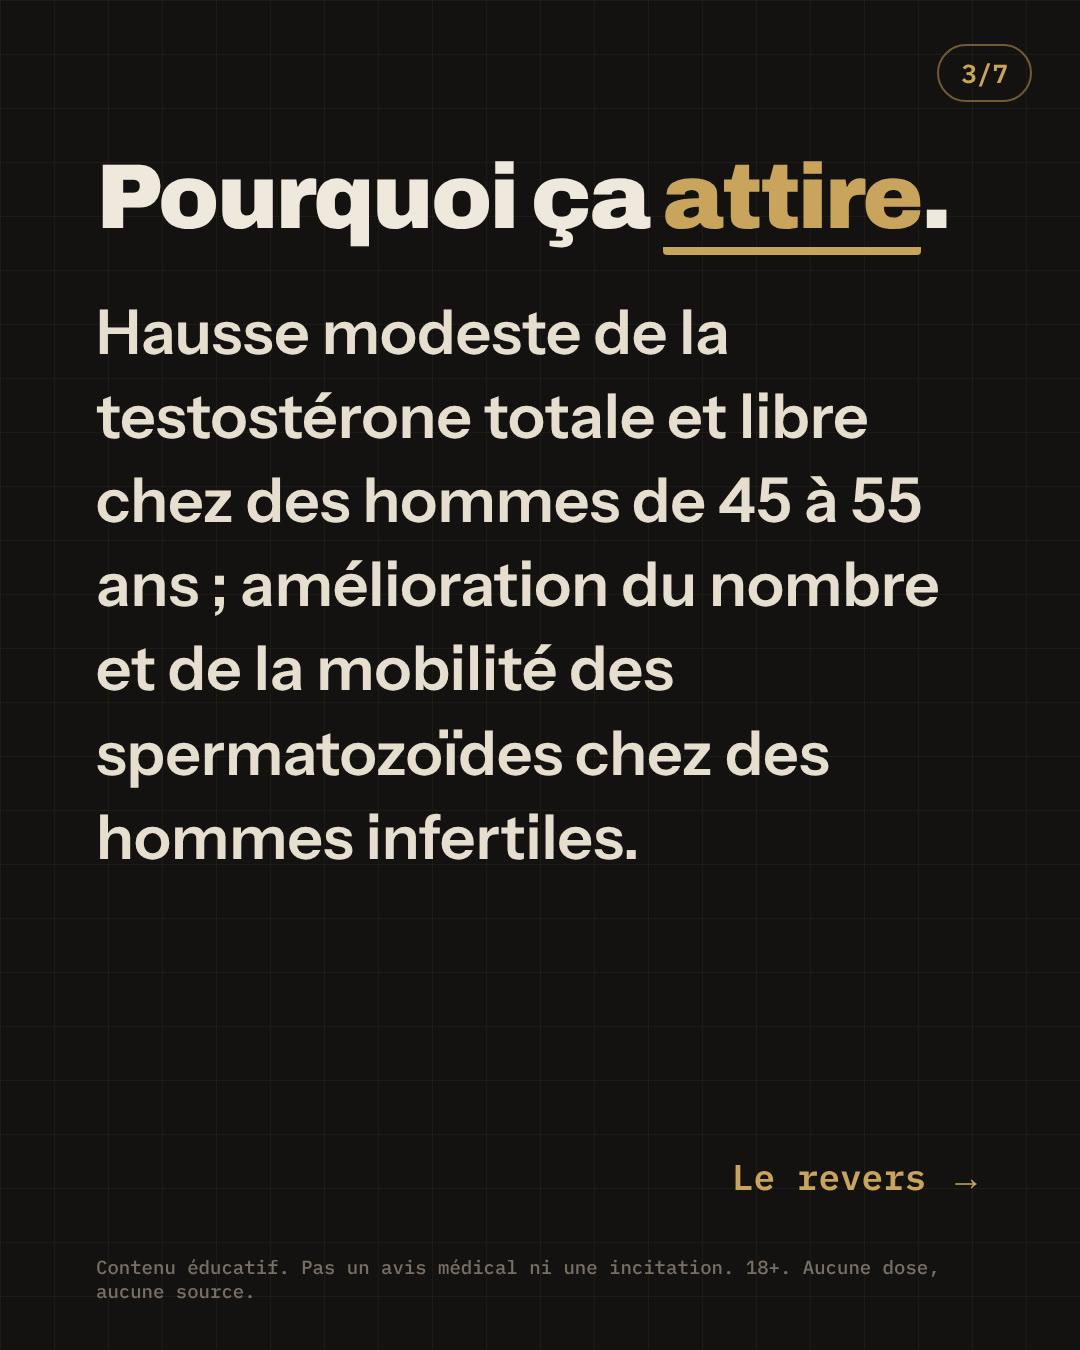 3/7
Pourquoi ça attire.
Hausse modeste de la
testostérone totale et libre
chez des hommes de 45 à 55
ans ; amélioration du nombre
et de la mobilité des
spermatozoïdes chez des
hommes infertiles.
Le revers →
Contenu éducatif. Pas un avis médical ni une incitation. 18+. Aucune dose,
aucune source.